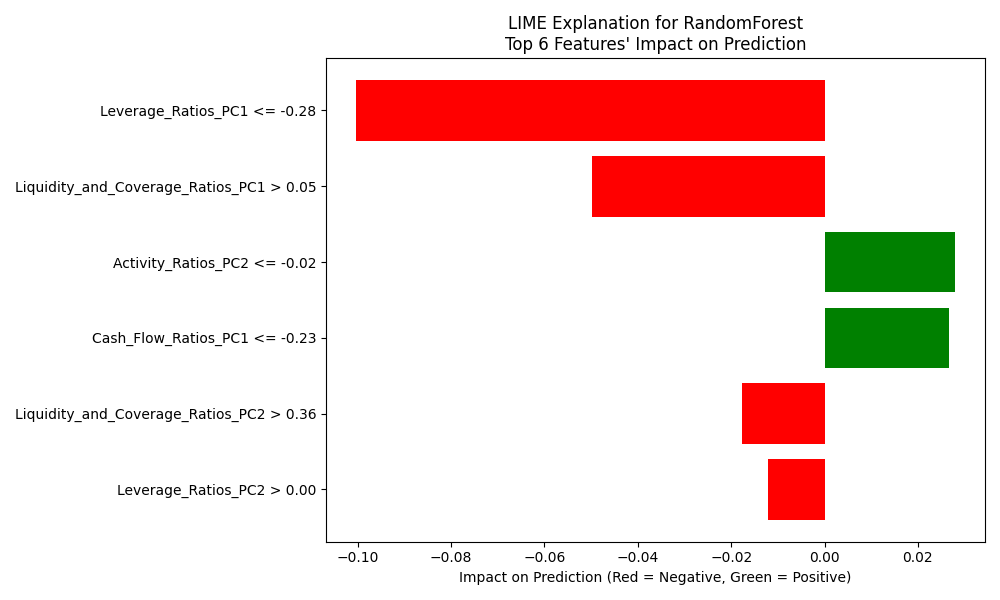 LIME Explanation for RandomForest
Top 6 Features' Impact on Prediction
Leverage_Ratios_PC1 <= -0.28
Liquidity_and_Coverage_Ratios_PC1 > 0.05
Activity_Ratios_PC2 <= -0.02
Cash_Flow_Ratios_PC1 <= -0.23
Liquidity_and_Coverage_Ratios_PC2 > 0.36
Leverage_Ratios_PC2 > 0.00
−0.10 −0.08 −0.06 −0.04 −0.02 0.00 0.02
Impact on Prediction (Red = Negative, Green = Positive)